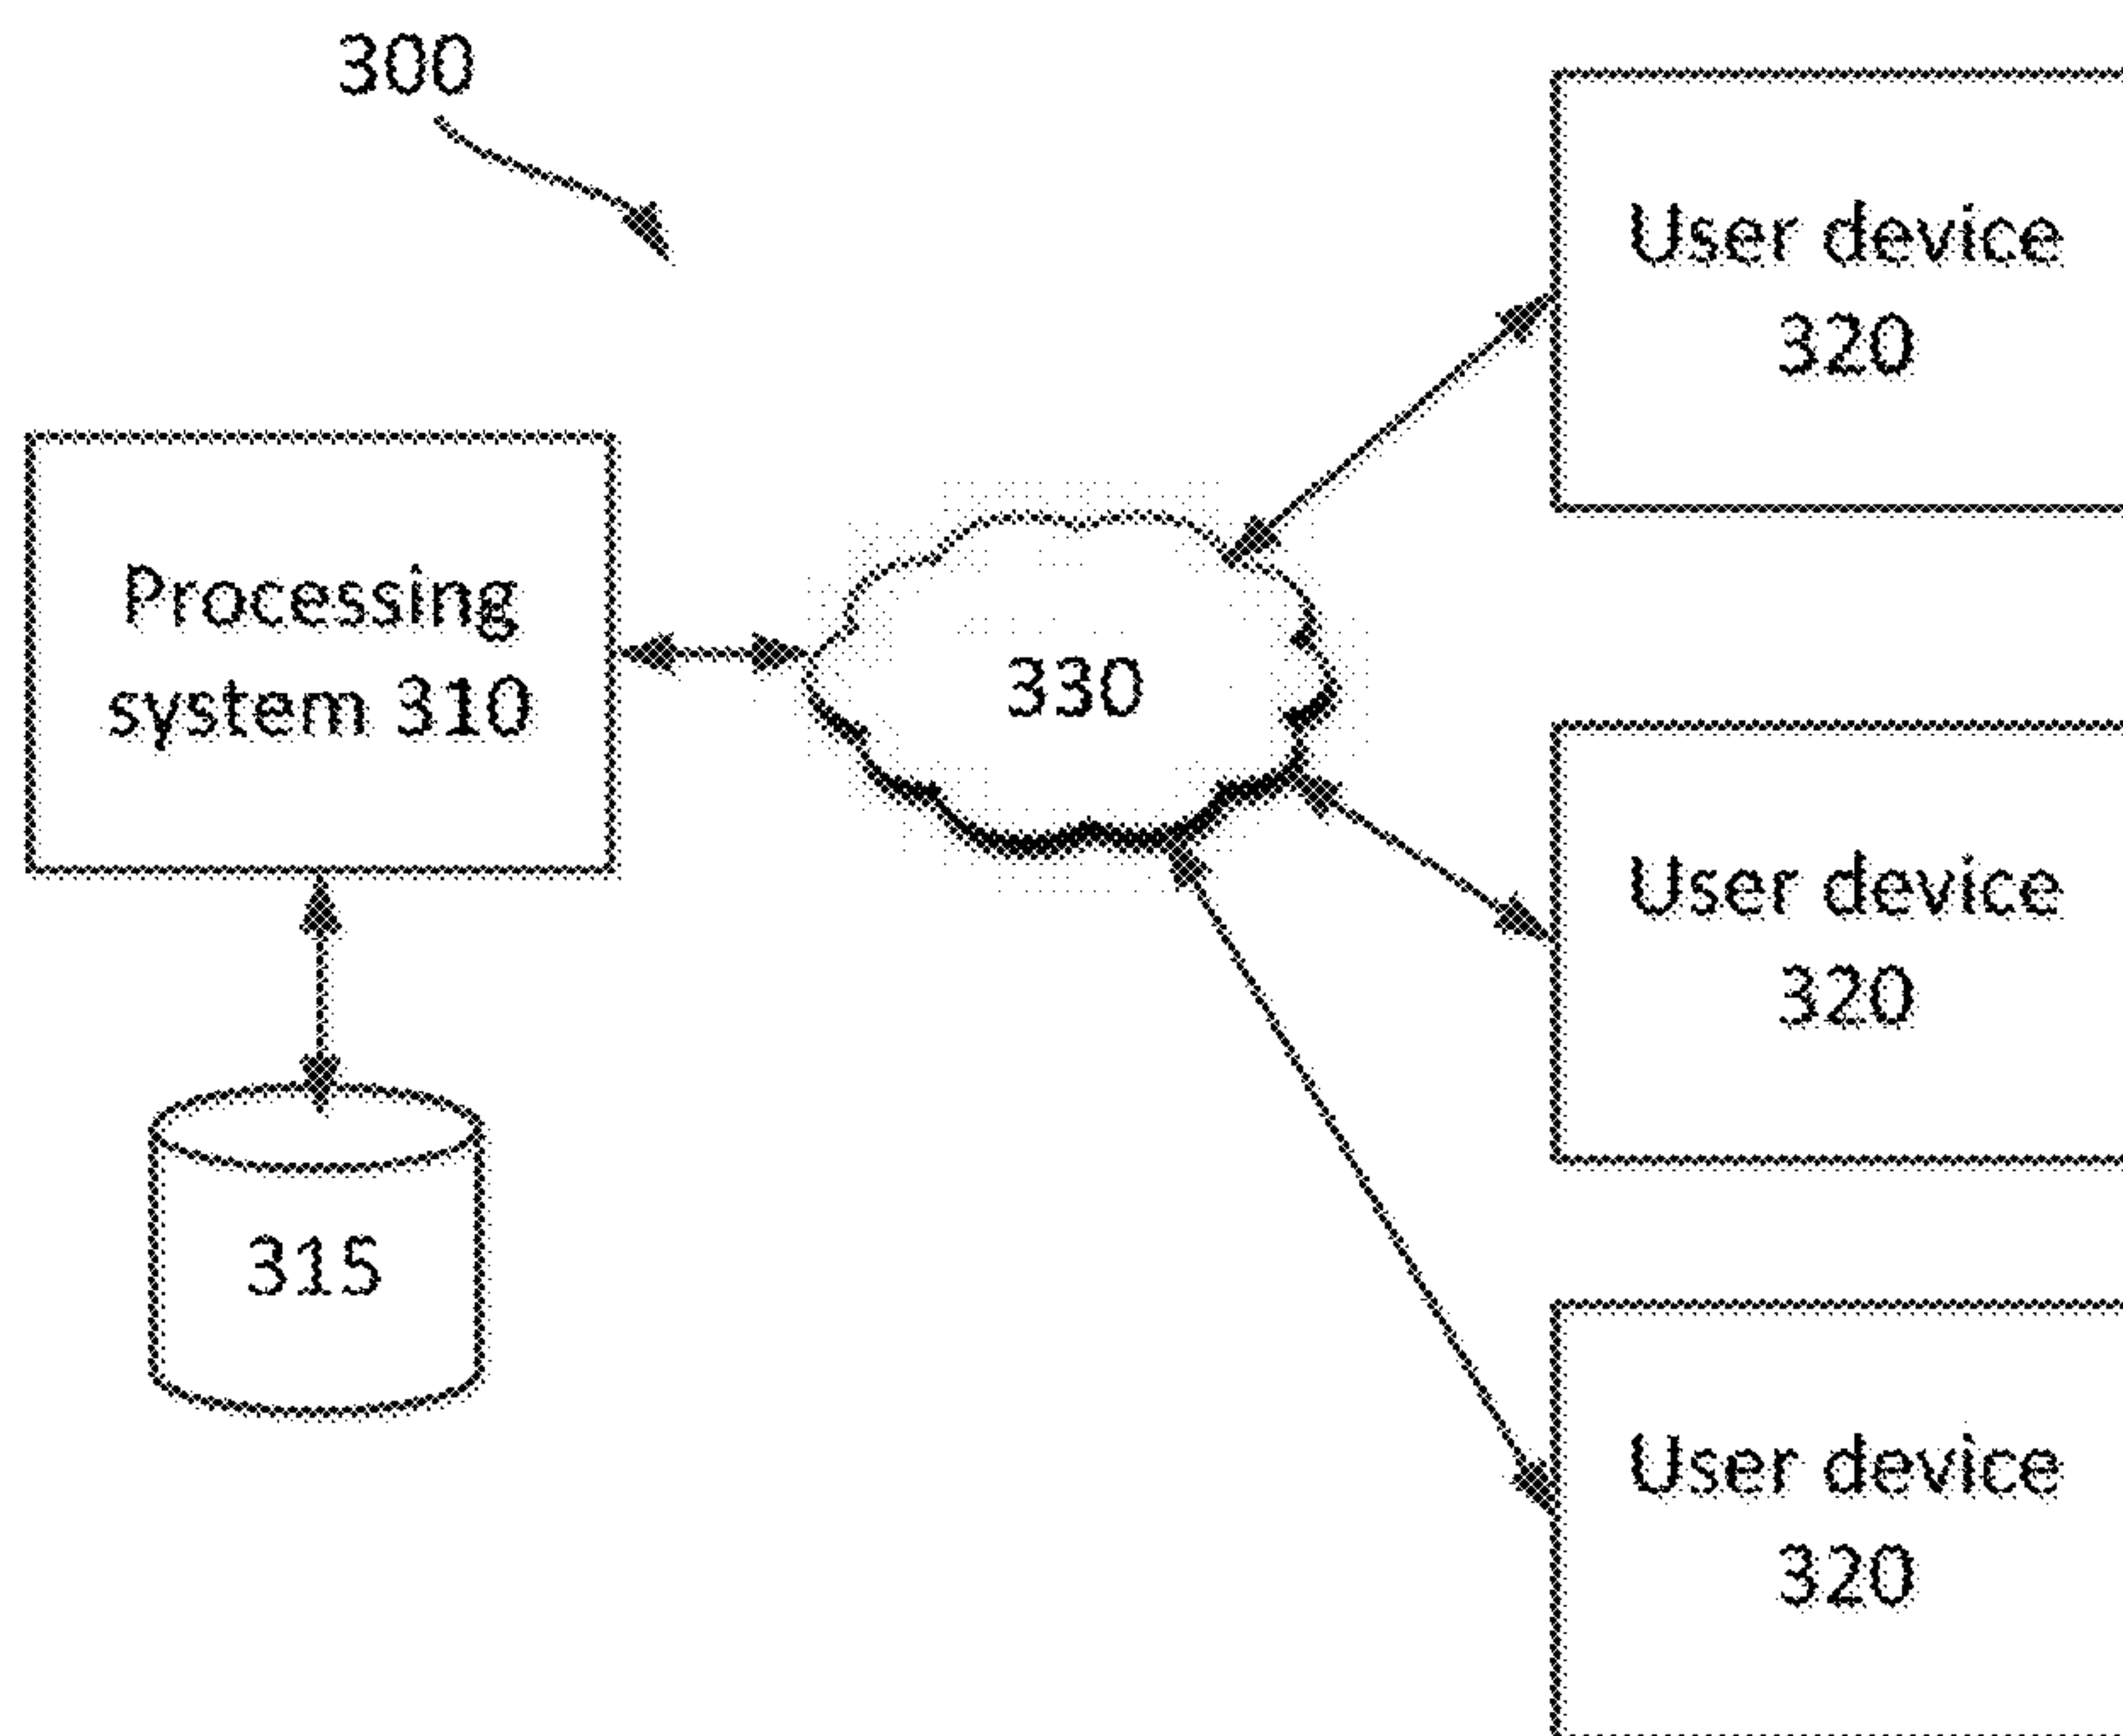 300
User device
320
Processing
system 310
330
User device
320
315
User device
320